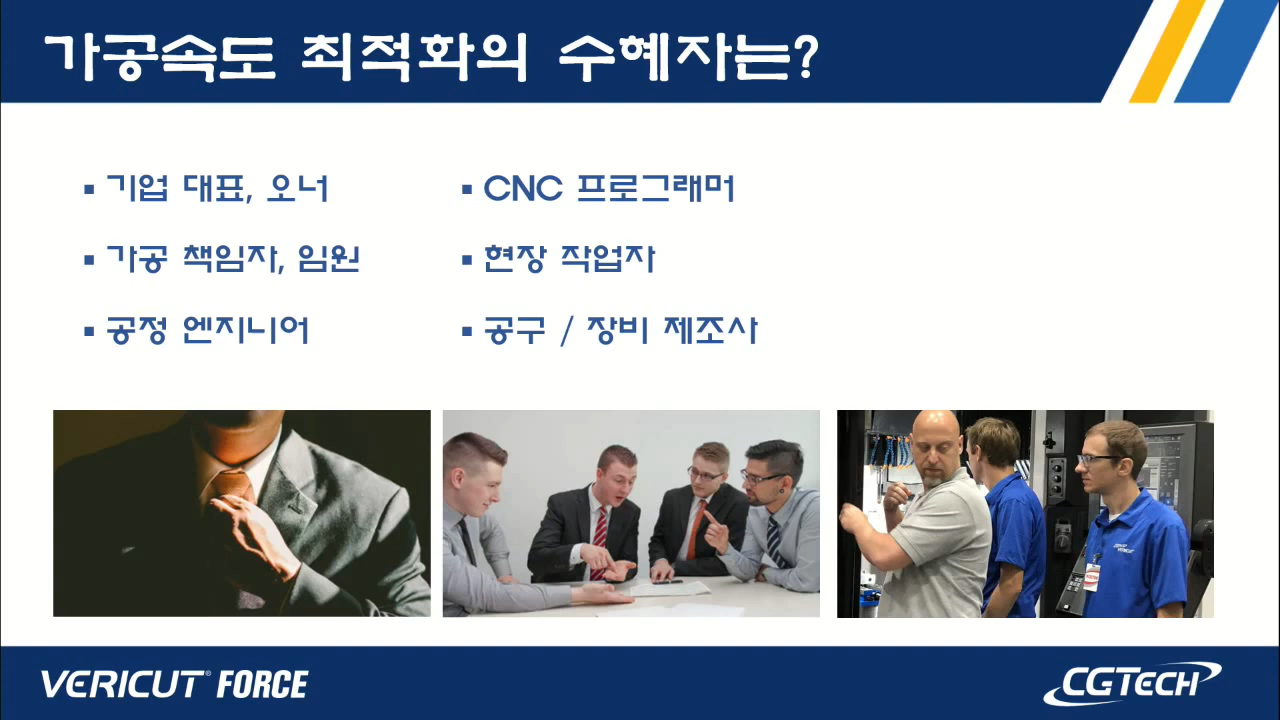 가공속도 최적화의 수혜자는?
▪ 기업 대표, 오너
▪ 가공 책임자, 임원
▪ 공정 엔지니어
▪ CNC 프로그래머
▪ 현장 작업자
▪ 공구 / 장비 제조사
VERICUT® FORCE
CGTECH